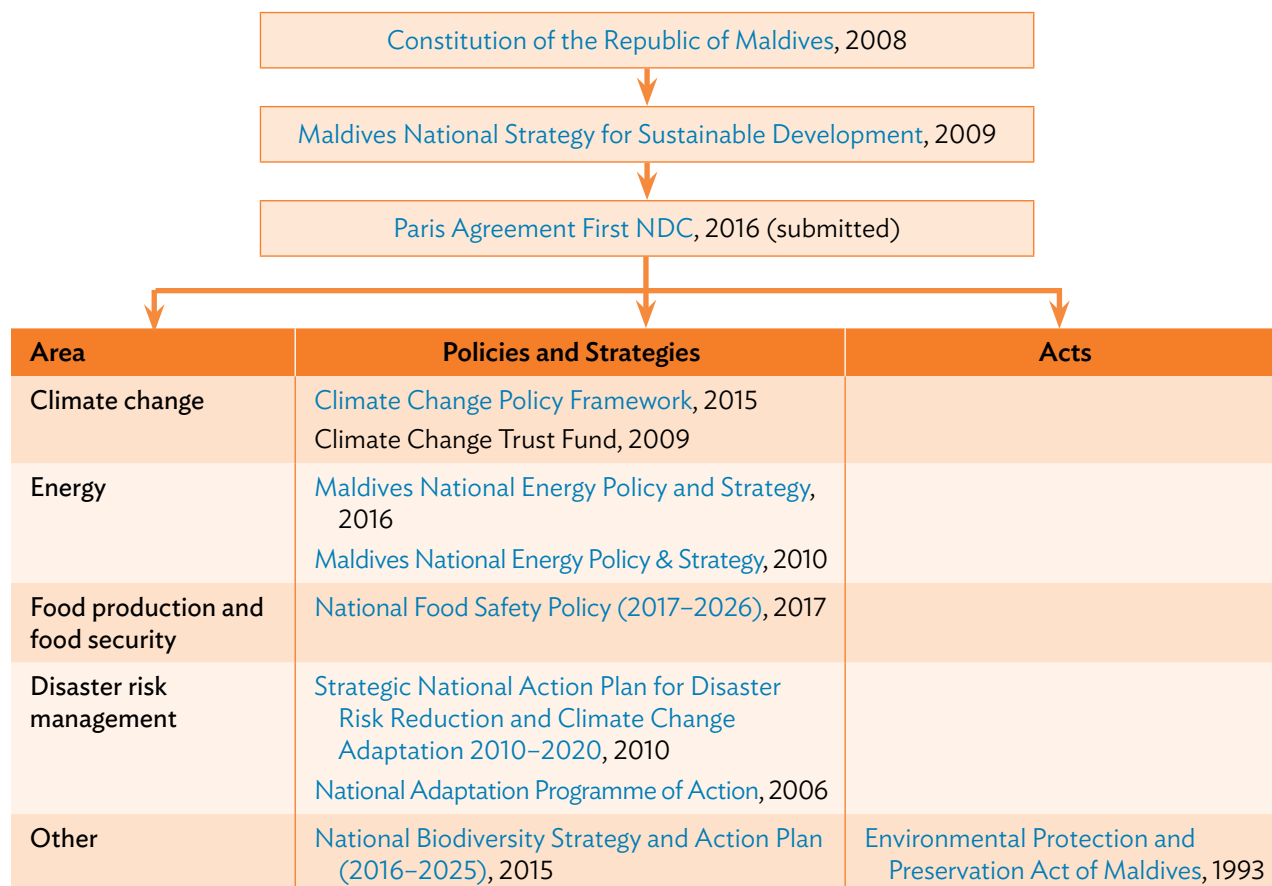 Constitution of the Republic of Maldives, 2008
Maldives National Strategy for Sustainable Development, 2009
Paris Agreement First NDC, 2016 (submitted)
Area Policies and Strategies Acts
Climate change Climate Change Policy Framework, 2015
Climate Change Trust Fund, 2009
Energy Maldives National Energy Policy and Strategy,
2016
Maldives National Energy Policy & Strategy, 2010
Food production and National Food Safety Policy (2017–2026), 2017
food security
Disaster risk Strategic National Action Plan for Disaster
management Risk Reduction and Climate Change
Adaptation 2010–2020, 2010
National Adaptation Programme of Action, 2006
Other National Biodiversity Strategy and Action Plan Environmental Protection and
(2016–2025), 2015 Preservation Act of Maldives, 1993